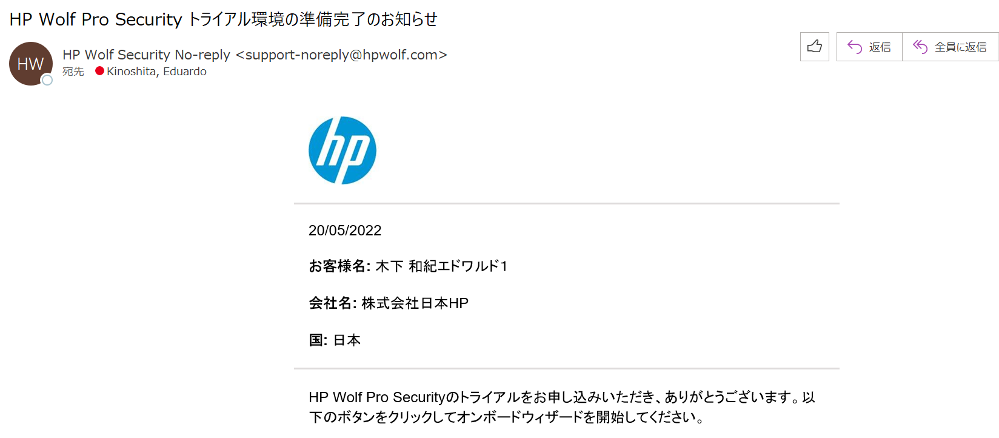 HP Wolf Pro Security トライアル環境の準備完了のお知らせ
HW
HP Wolf Security No-reply <support-noreply@hpwolf.com>
宛先 Kinoshita, Eduardo
返信
全員に返信
hp
20/05/2022
お客様名: 木下 和紀エドワルド1
会社名: 株式会社日本HP
国: 日本
HP Wolf Pro Securityのトライアルをお申し込みいただき、ありがとうございます。以
下のボタンをクリックしてオンボードウィザードを開始してください。